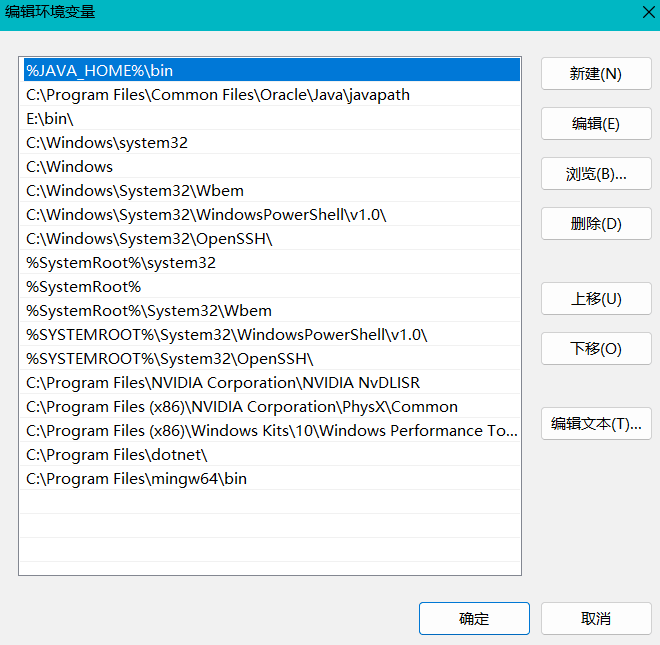 编辑环境变量
%JAVA_HOME%\bin
C:\Program Files\Common Files\Oracle\Java\javapath
E:\bin\
C:\Windows\system32
C:\Windows
C:\Windows\System32\Wbem
C:\Windows\System32\WindowsPowerShell\v1.0\
C:\Windows\System32\OpenSSH\
%SystemRoot%\system32
%SystemRoot%
%SystemRoot%\System32\Wbem
%SYSTEMROOT%\System32\WindowsPowerShell\v1.0\
%SYSTEMROOT%\System32\OpenSSH\
C:\Program Files\NVIDIA Corporation\NVIDIA NvDLISR
C:\Program Files (x86)\NVIDIA Corporation\PhysX\Common
C:\Program Files (x86)\Windows Kits\10\Windows Performance To...
C:\Program Files\dotnet\
C:\Program Files\mingw64\bin
新建(N)
编辑(E)
浏览(B)...
删除(D)
上移(U)
下移(O)
编辑文本(T)...
确定
取消